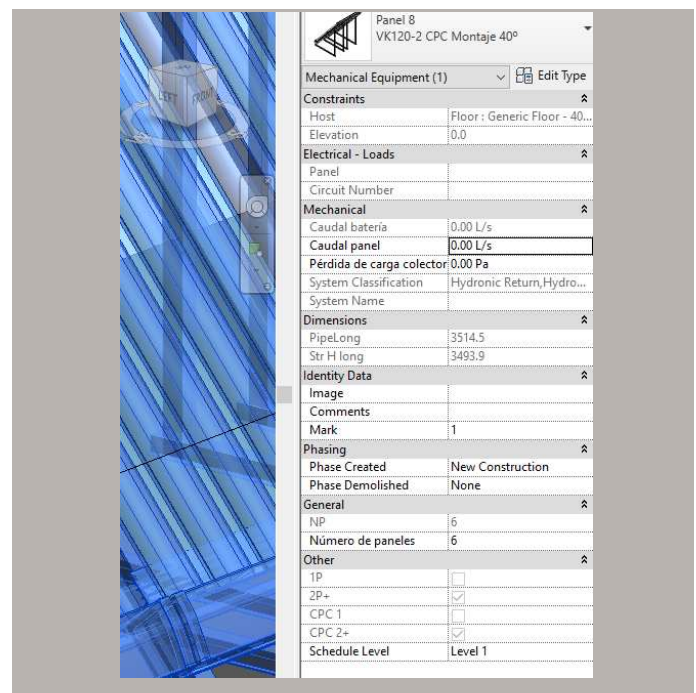 Panel 8
VK120-2 CPC Montaje 40º
Mechanical Equipment (1)
Edit Type
Constraints
Host Floor : Generic Floor - 40...
Elevation 0.0
Electrical - Loads
Panel
Circuit Number
Mechanical
Caudal batería 0.00 L/s
Caudal panel 0.00 L/s
Pérdida de carga colector 0.00 Pa
System Classification Hydronic Return,Hydro...
System Name
Dimensions
PipeLong 3514.5
Str H long 3493.9
Identity Data
Image
Comments
Mark 1
Phasing
Phase Created New Construction
Phase Demolished None
General
NP 6
Número de paneles 6
Other
1P
2P+
CPC 1
CPC 2+
Schedule Level Level 1
LEFT FRONT